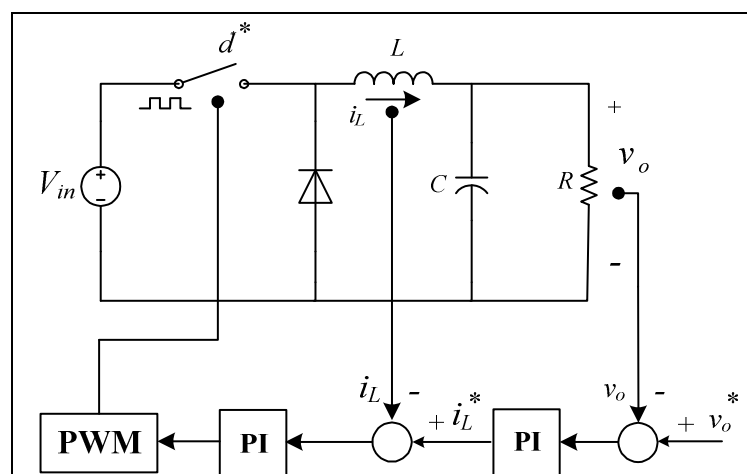 d*
L
i_L
+
V_in
+
-
C
R
v_o
-
i_L
-
+
i_L*
v_o
-
+
v_o*
PWM
PI
PI